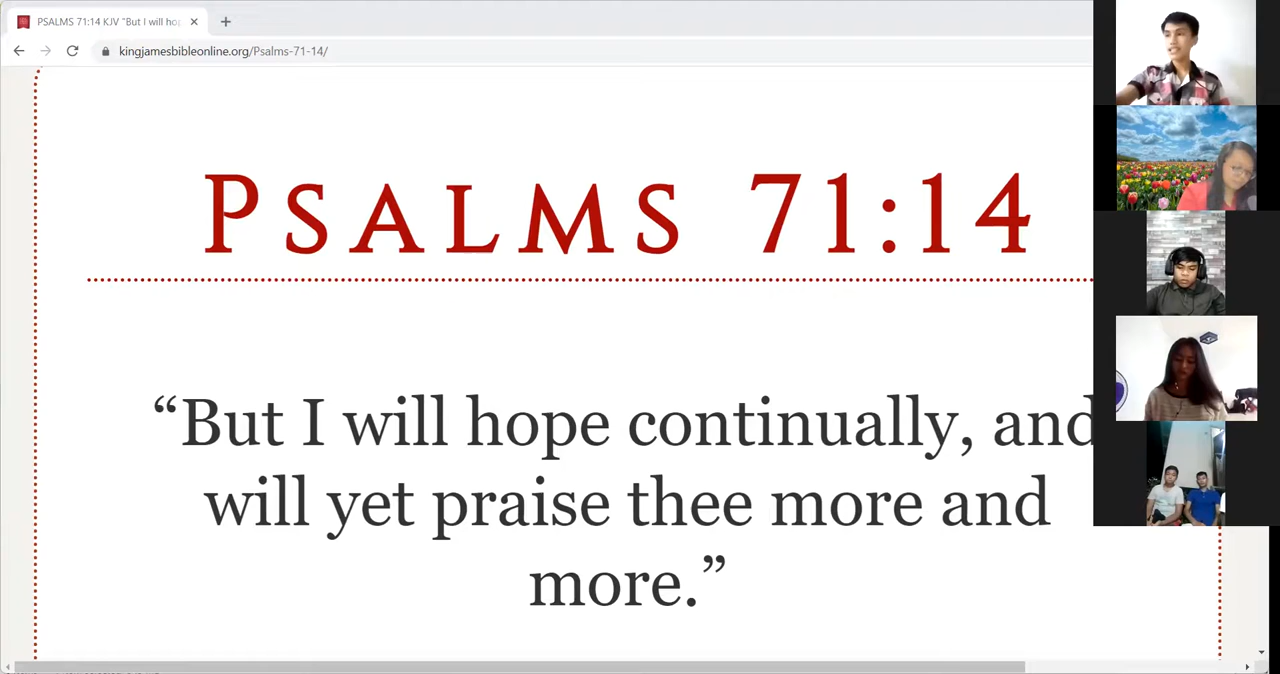 PSALMS 71:14 KJV "But I will ho
kingjamesbibleonline.org/Psalms-71-14/
PSALMS 71:14
“But I will hope continually, and
will yet praise thee more and
more.”